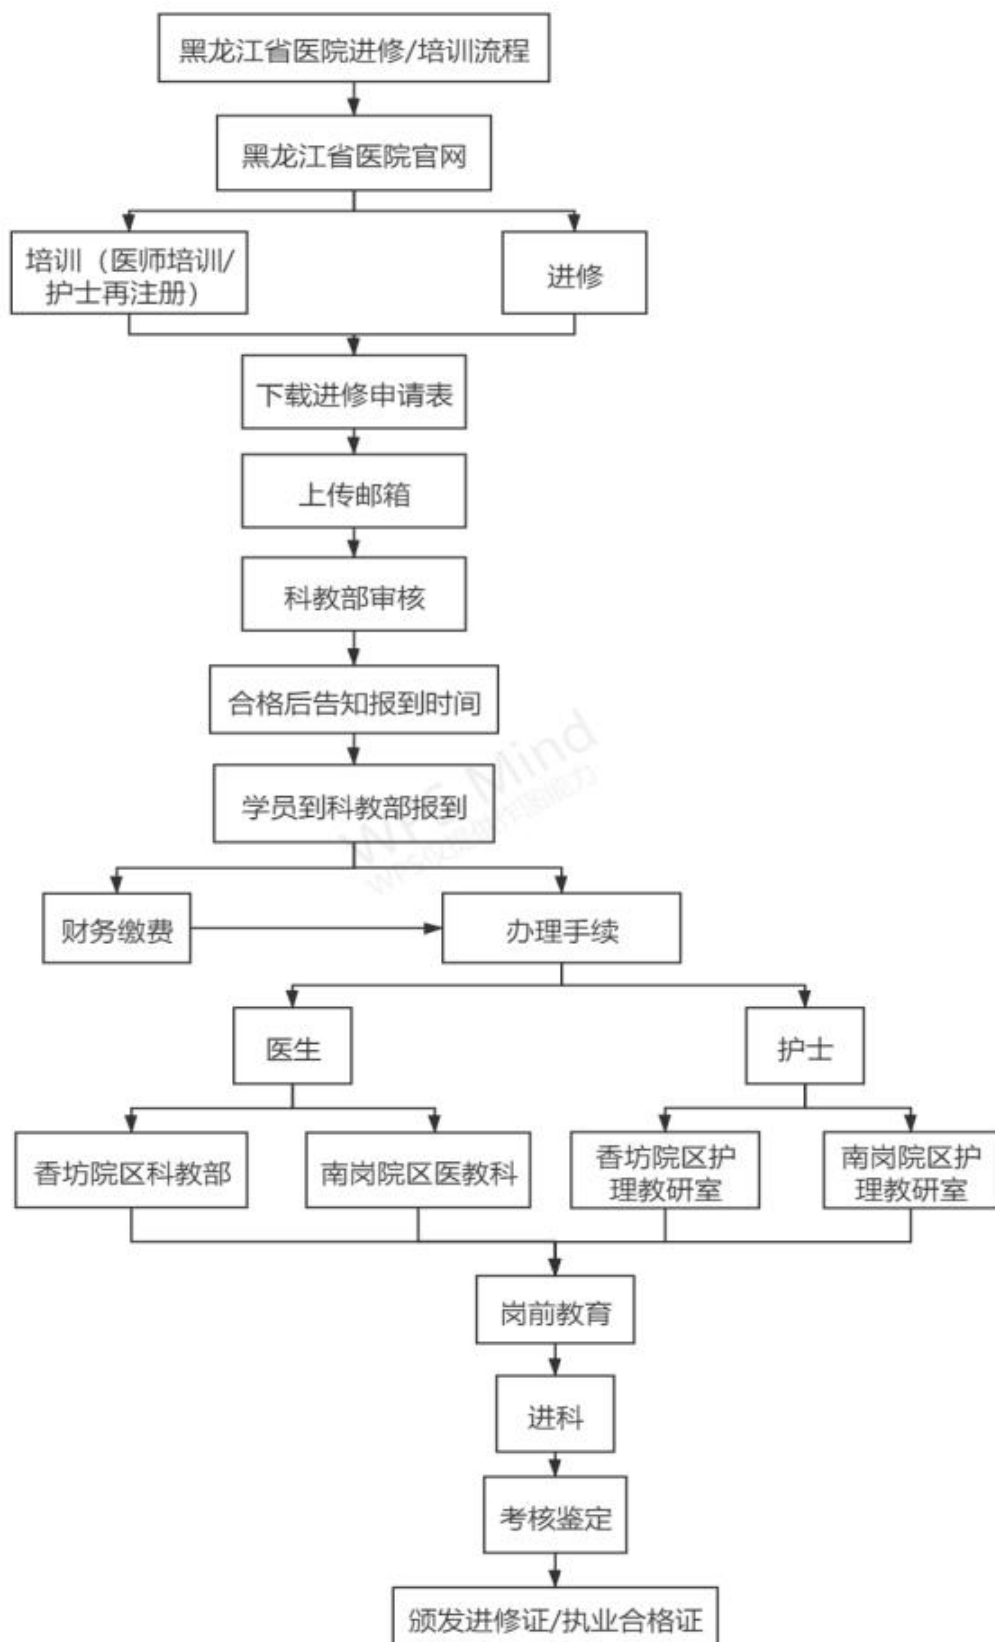 黑龙江省医院进修/培训流程
黑龙江省医院官网
培训（医师培训/
护士再注册）
进修
下载进修申请表
上传邮箱
科教部审核
合格后告知报到时间
学员到科教部报到
WPS Mind
财务缴费
办理手续
医生
护士
香坊院区科教部
南岗院区医教科
香坊院区护
理教研室
南岗院区护
理教研室
岗前教育
进科
考核鉴定
颁发进修证/执业合格证